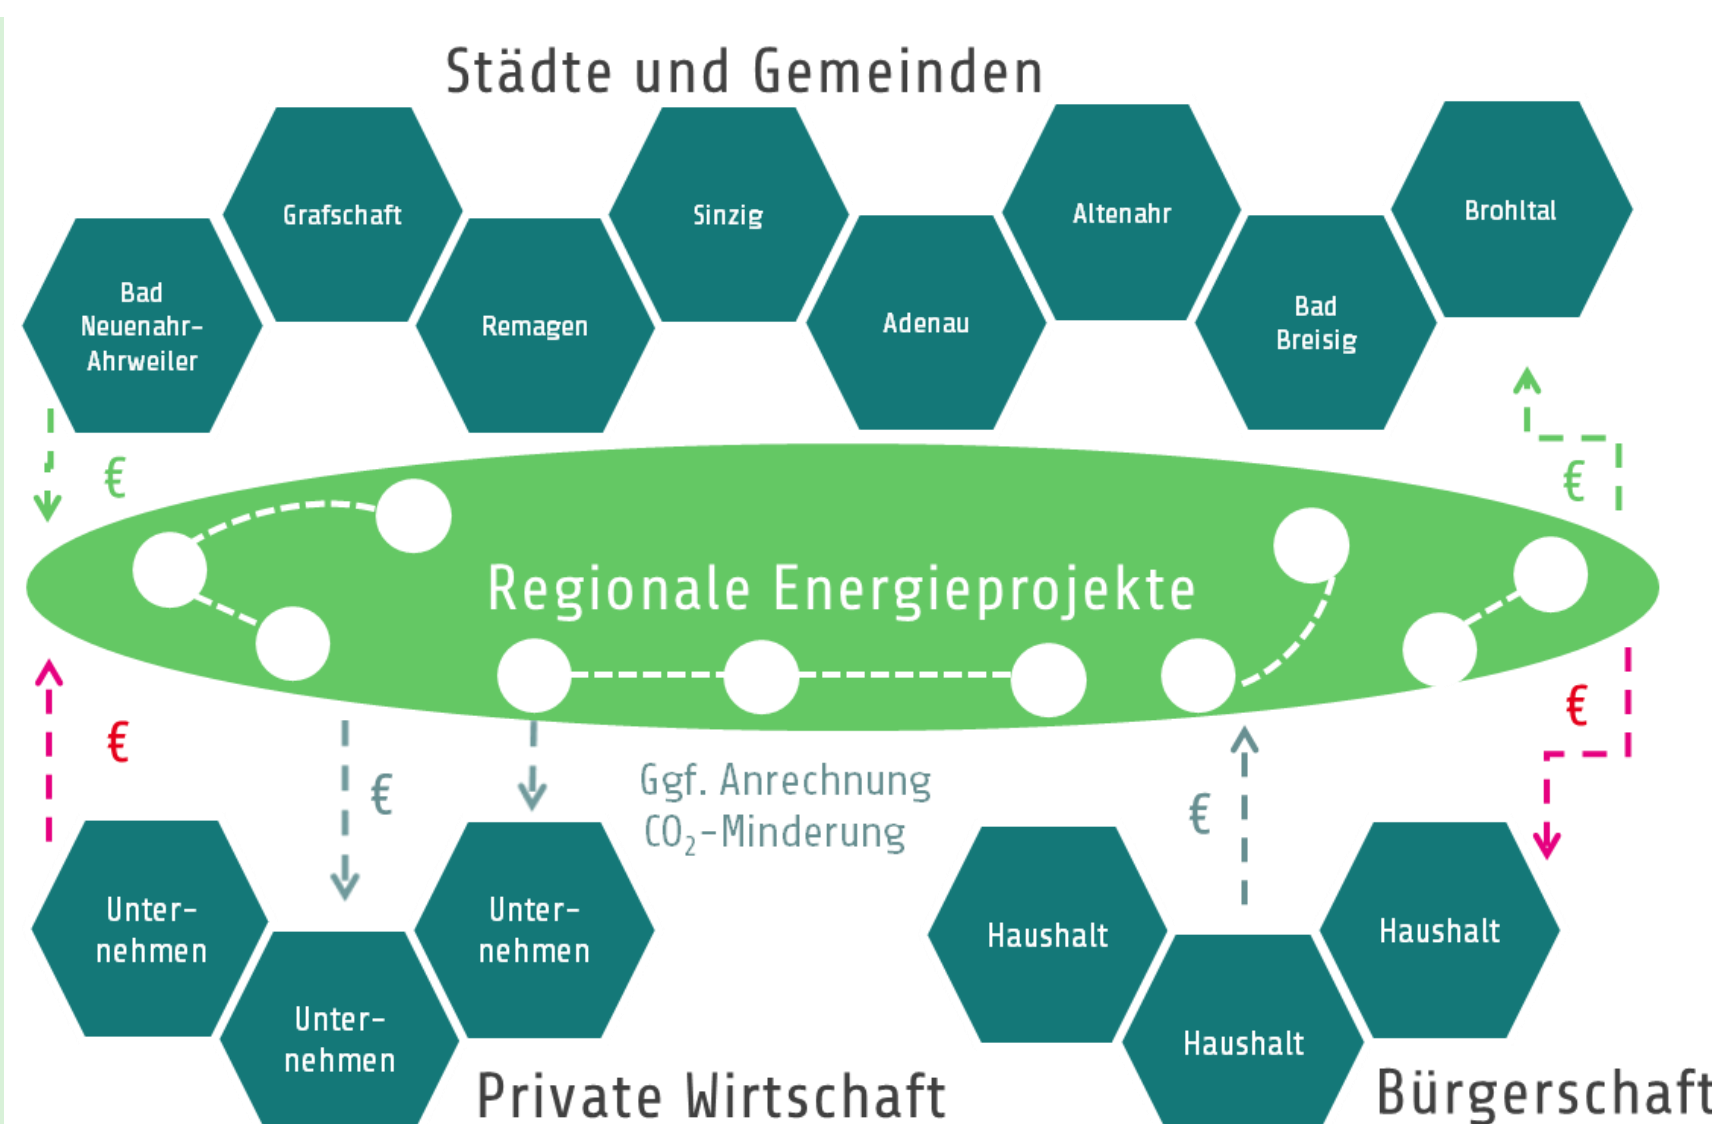 Städte und Gemeinden
Grafschaft
Sinzig
Altenahr
Brohltal
Bad
Neuenahr-
Ahrweiler
Remagen
Adenau
Bad
Breisig
€
€
Regionale Energieprojekte
€
€
€
€
Ggf. Anrechnung
CO₂-Minderung
Unter-
nehmen
Unter-
nehmen
Unter-
nehmen
Haushalt
Haushalt
Haushalt
Private Wirtschaft
Bürgerschaft